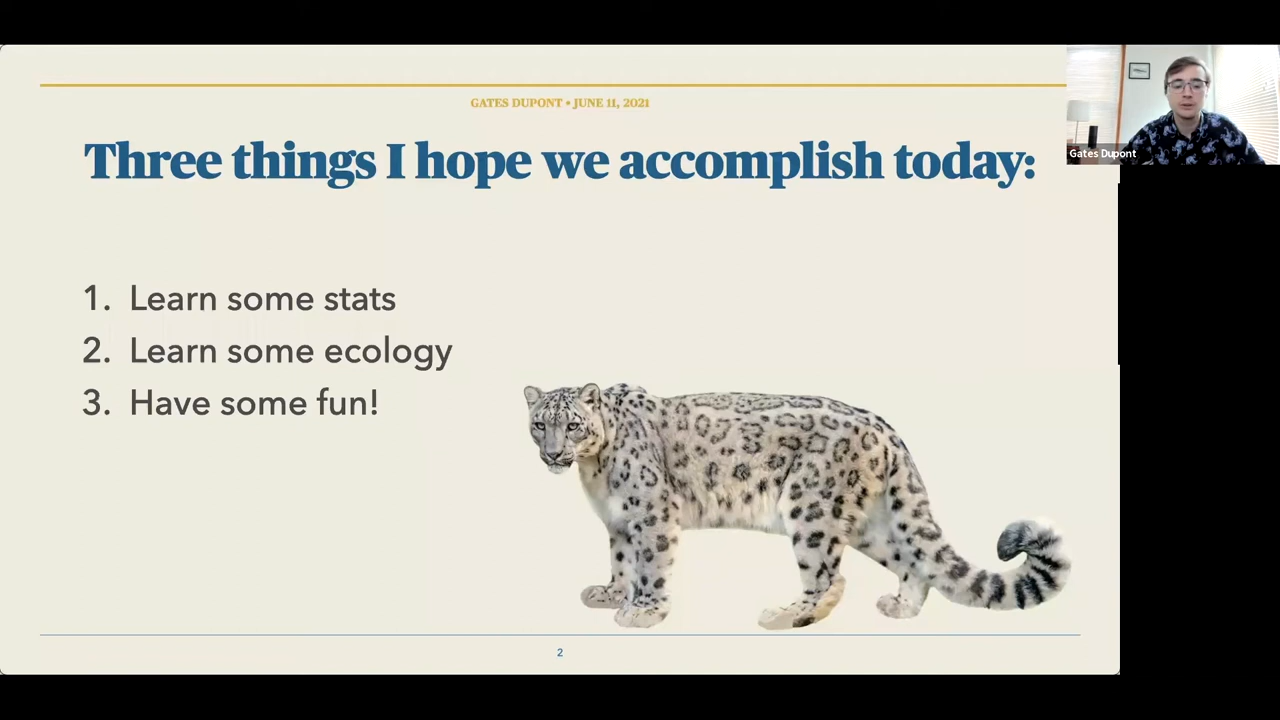 GATES DUPONT • JUNE 11, 2021
Three things I hope we accomplish today:
Gates Dupont
1. Learn some stats
2. Learn some ecology
3. Have some fun!
2